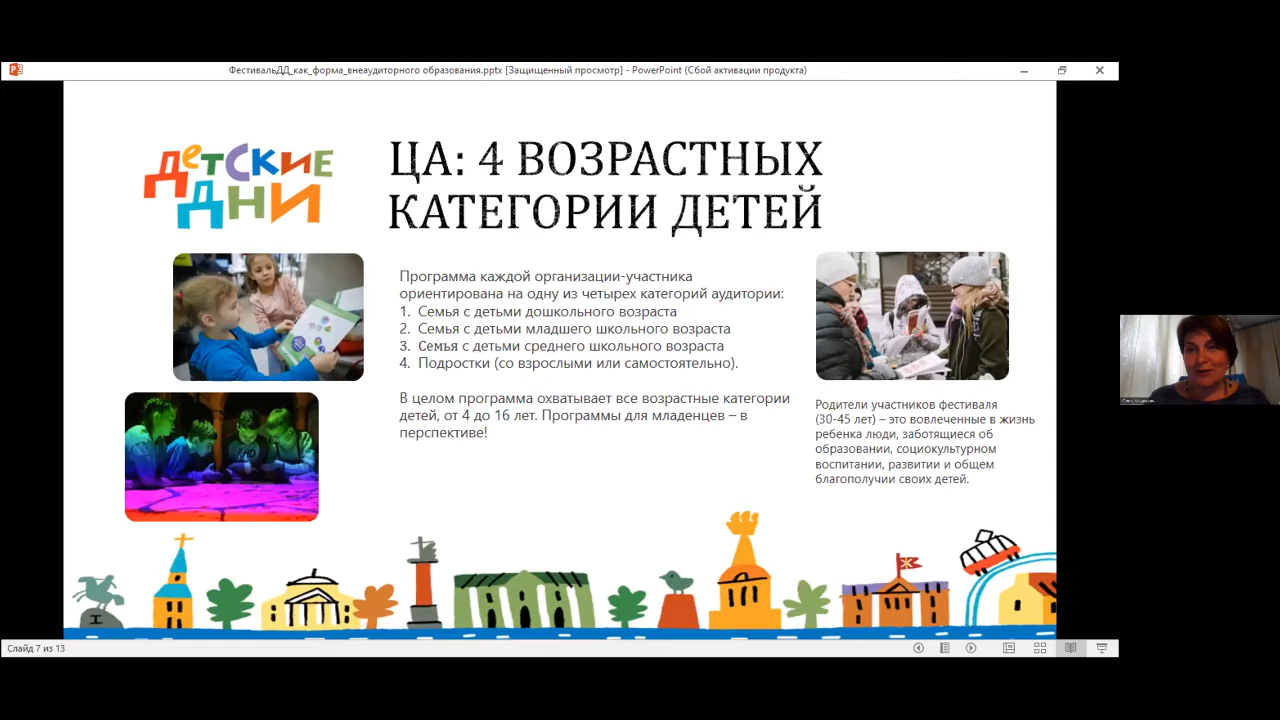 ФестивальДД_как_форма_внеаудиторного образования.pptx [Защищенный просмотр] - PowerPoint (Сбой активации продукта)
Детские
Дни
ЦА: 4 ВОЗРАСТНЫХ
КАТЕГОРИИ ДЕТЕЙ
Программа каждой организации-участника
ориентирована на одну из четырех категорий аудитории:
1. Семья с детьми дошкольного возраста
2. Семья с детьми младшего школьного возраста
3. Семья с детьми среднего школьного возраста
4. Подростки (со взрослыми или самостоятельно).
В целом программа охватывает все возрастные категории
детей, от 4 до 16 лет. Программы для младенцев – в
перспективе!
Родители участников фестиваля
(30-45 лет) – это вовлеченные в жизнь
ребенка люди, заботящиеся об
образовании, социокультурном
воспитании, развитии и общем
благополучии своих детей.
Слайд 7 из 13